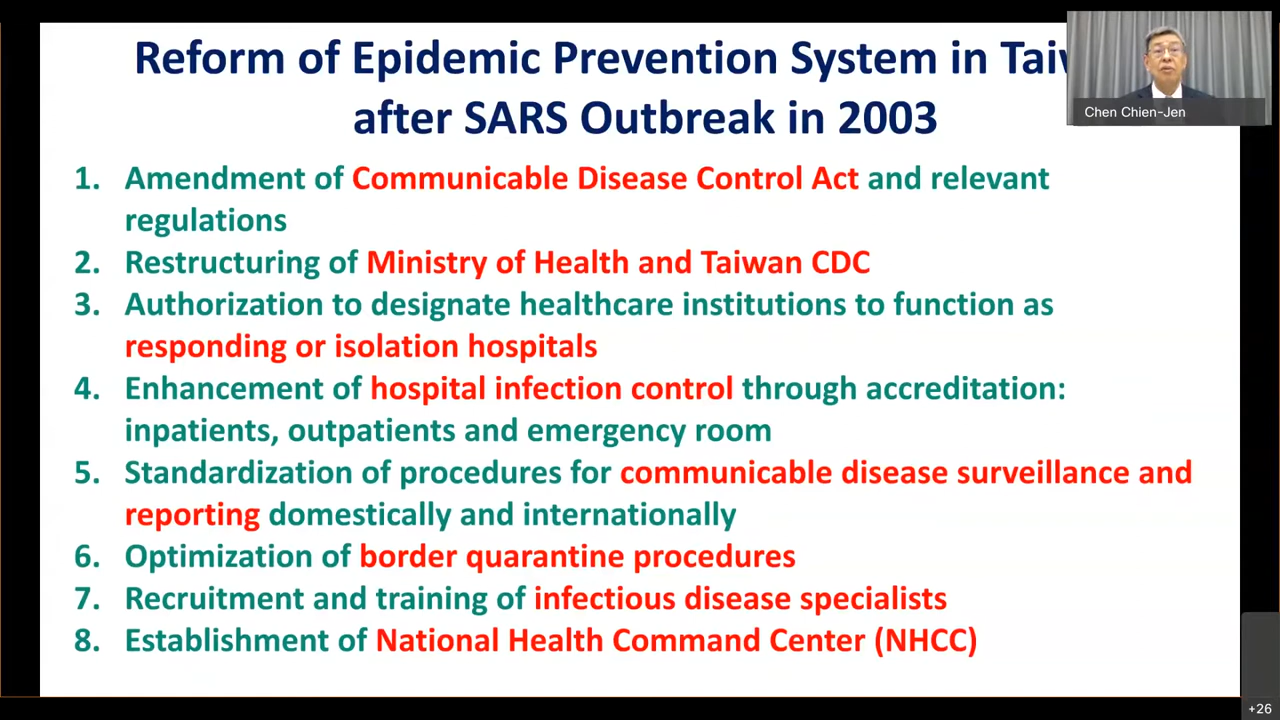 Reform of Epidemic Prevention System in
after SARS Outbreak in 2003
Chen Chien-Jen
1. Amendment of Communicable Disease Control Act and relevant
regulations
2. Restructuring of Ministry of Health and Taiwan CDC
3. Authorization to designate healthcare institutions to function as
responding or isolation hospitals
4. Enhancement of hospital infection control through accreditation:
inpatients, outpatients and emergency room
5. Standardization of procedures for communicable disease surveillance and
reporting domestically and internationally
6. Optimization of border quarantine procedures
7. Recruitment and training of infectious disease specialists
8. Establishment of National Health Command Center (NHCC)
+26